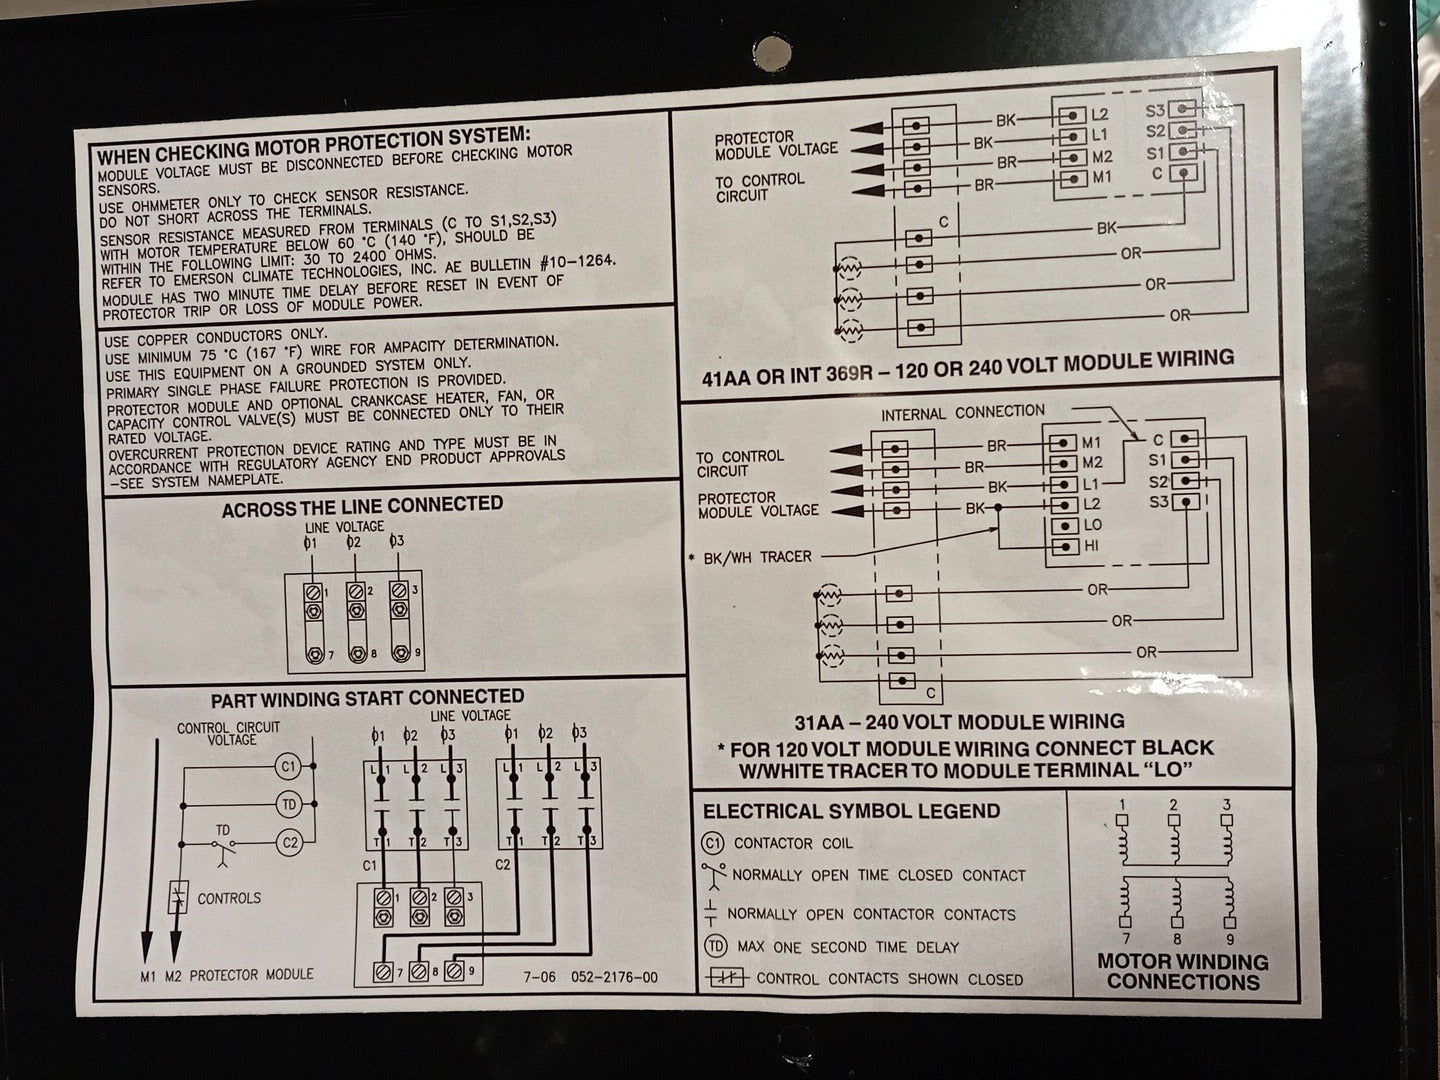 WHEN CHECKING MOTOR PROTECTION SYSTEM:
MODULE VOLTAGE MUST BE DISCONNECTED BEFORE CHECKING MOTOR
SENSORS.
USE OHMMETER ONLY TO CHECK SENSOR RESISTANCE.
DO NOT SHORT ACROSS THE TERMINALS.
SENSOR RESISTANCE MEASURED FROM TERMINALS (C TO S1,S2,S3)
WITH MOTOR TEMPERATURE BELOW 60 °C (140 °F), SHOULD BE
WITHIN THE FOLLOWING LIMIT: 30 TO 2400 OHMS.
REFER TO EMERSON CLIMATE TECHNOLOGIES, INC. AE BULLETIN #10-1264.
MODULE HAS TWO MINUTE TIME DELAY BEFORE RESET IN EVENT OF
PROTECTOR TRIP OR LOSS OF MODULE POWER.
USE COPPER CONDUCTORS ONLY.
USE MINIMUM 75 °C (167 °F) WIRE FOR AMPACITY DETERMINATION.
USE THIS EQUIPMENT ON A GROUNDED SYSTEM ONLY.
PRIMARY SINGLE PHASE FAILURE PROTECTION IS PROVIDED.
PROTECTOR MODULE AND OPTIONAL CRANKCASE HEATER, FAN, OR
CAPACITY CONTROL VALVE(S) MUST BE CONNECTED ONLY TO THEIR
RATED VOLTAGE.
OVERCURRENT PROTECTION DEVICE RATING AND TYPE MUST BE IN
ACCORDANCE WITH REGULATORY AGENCY END PRODUCT APPROVALS
-SEE SYSTEM NAMEPLATE.
ACROSS THE LINE CONNECTED
LINE VOLTAGE
ϕ1 ϕ2 ϕ3
1 2 3
7 8 9
PART WINDING START CONNECTED
CONTROL CIRCUIT
VOLTAGE
LINE VOLTAGE
ϕ1 ϕ2 ϕ3 ϕ1 ϕ2 ϕ3
C1
L1 L2 L3 L1 L2 L3
TD
TD
C2
T1 T2 T3 T1 T2 T3
C1 C2
CONTROLS
1 2 3
7 8 9
M1 M2 PROTECTOR MODULE
7-06 052-2176-00
PROTECTOR
MODULE VOLTAGE
TO CONTROL
CIRCUIT
BK L2 S3
BK L1 S2
BR M2 S1
BR M1 C
C
BK
OR
OR
OR
41AA OR INT 369R – 120 OR 240 VOLT MODULE WIRING
INTERNAL CONNECTION
TO CONTROL
CIRCUIT
PROTECTOR
MODULE VOLTAGE
BR M1 C
BR M2 S1
BK L1 S2
BK L2 S3
LO
HI
* BK/WH TRACER
OR
OR
OR
C
31AA – 240 VOLT MODULE WIRING
* FOR 120 VOLT MODULE WIRING CONNECT BLACK
W/WHITE TRACER TO MODULE TERMINAL “LO”
ELECTRICAL SYMBOL LEGEND
C1 CONTACTOR COIL
NORMALLY OPEN TIME CLOSED CONTACT
NORMALLY OPEN CONTACTOR CONTACTS
TD MAX ONE SECOND TIME DELAY
CONTROL CONTACTS SHOWN CLOSED
1 2 3
7 8 9
MOTOR WINDING
CONNECTIONS